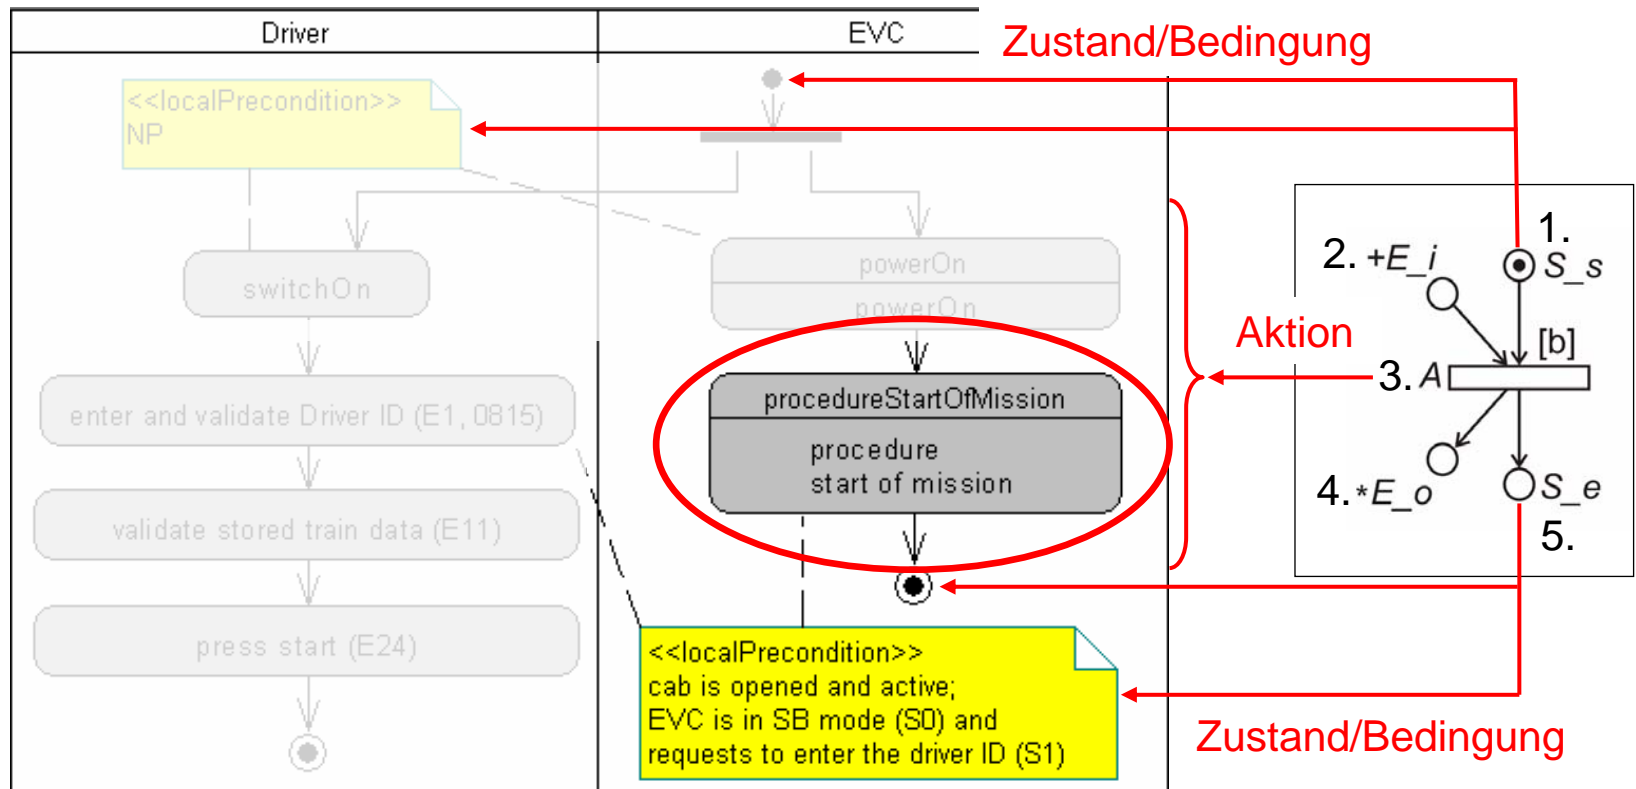 Driver
EVC
Zustand/Bedingung
<<localPrecondition>>
NP
switchOn
powerOn
powerOn
enter and validate Driver ID (E1, 0815)
procedureStartOfMission
procedure
start of mission
validate stored train data (E11)
press start (E24)
<<localPrecondition>>
cab is opened and active;
EVC is in SB mode (S0) and
requests to enter the driver ID (S1)
Aktion
1.
S_s
2. +E_i
[b]
3. A
4. *E_o
S_e
5.
Zustand/Bedingung